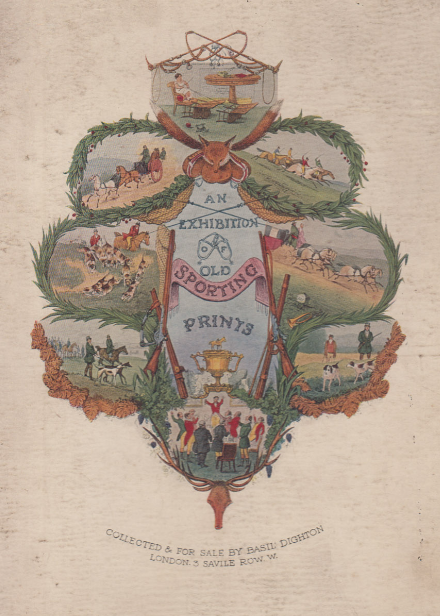 AN
EXHIBITION
OLD
SPORTING
PRINTS
COLLECTED & FOR SALE BY BASIL DIGHTON
LONDON. 3 SAVILE ROW. W.